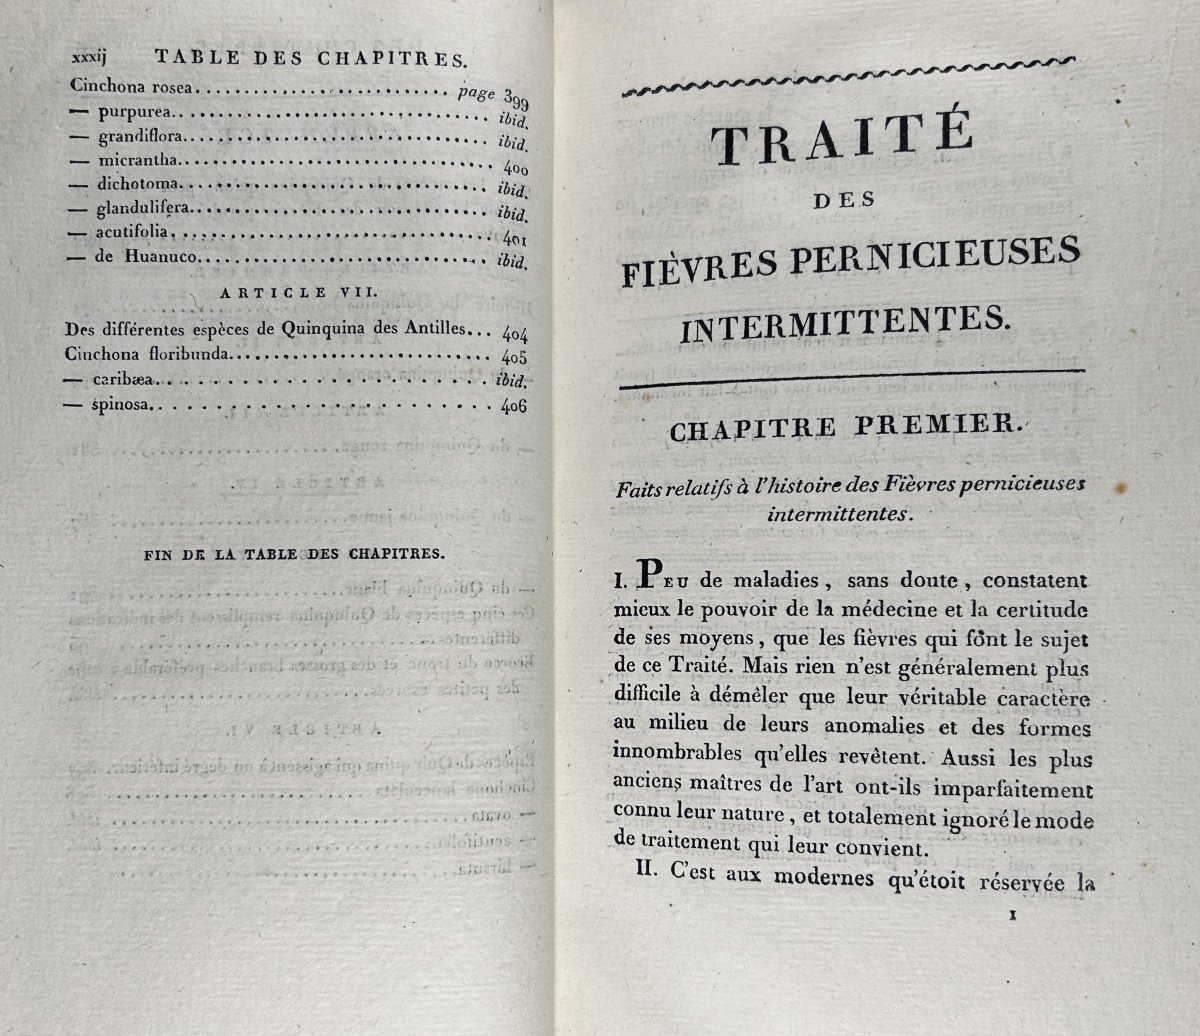 xxxij TABLE DES CHAPITRES.
Cinchona rosea.......................... page 399
— purpurea.................................. ibid.
— grandiflora............................... ibid.
— micrantha................................ 400
— dichotoma............................... ibid.
— glandulifera.............................. ibid.
— acutifolia................................. 401
— de Huanuco............................. ibid.
ARTICLE VII.
Des différentes espèces de Quinquina des Antilles... 404
Cinchona floribunda........................... 405
— caribæa.......................... ibid.
— spinosa.......................... 406
FIN DE LA TABLE DES CHAPITRES.
TRAITÉ
DES
FIÈVRES PERNICIEUSES
INTERMITTENTES.
CHAPITRE PREMIER.
Faits relatifs à l'histoire des Fièvres pernicieuses
intermittentes.
I. PEU de maladies, sans doute, constatent
mieux le pouvoir de la médecine et la certitude
de ses moyens, que les fièvres qui font le sujet
de ce Traité. Mais rien n'est généralement plus
difficile à démêler que leur véritable caractère
au milieu de leurs anomalies et des formes
innombrables qu'elles revêtent. Aussi les plus
anciens maîtres de l'art ont-ils imparfaitement
connu leur nature, et totalement ignoré le mode
de traitement qui leur convient.
II. C'est aux modernes qu'étoit réservée la
1